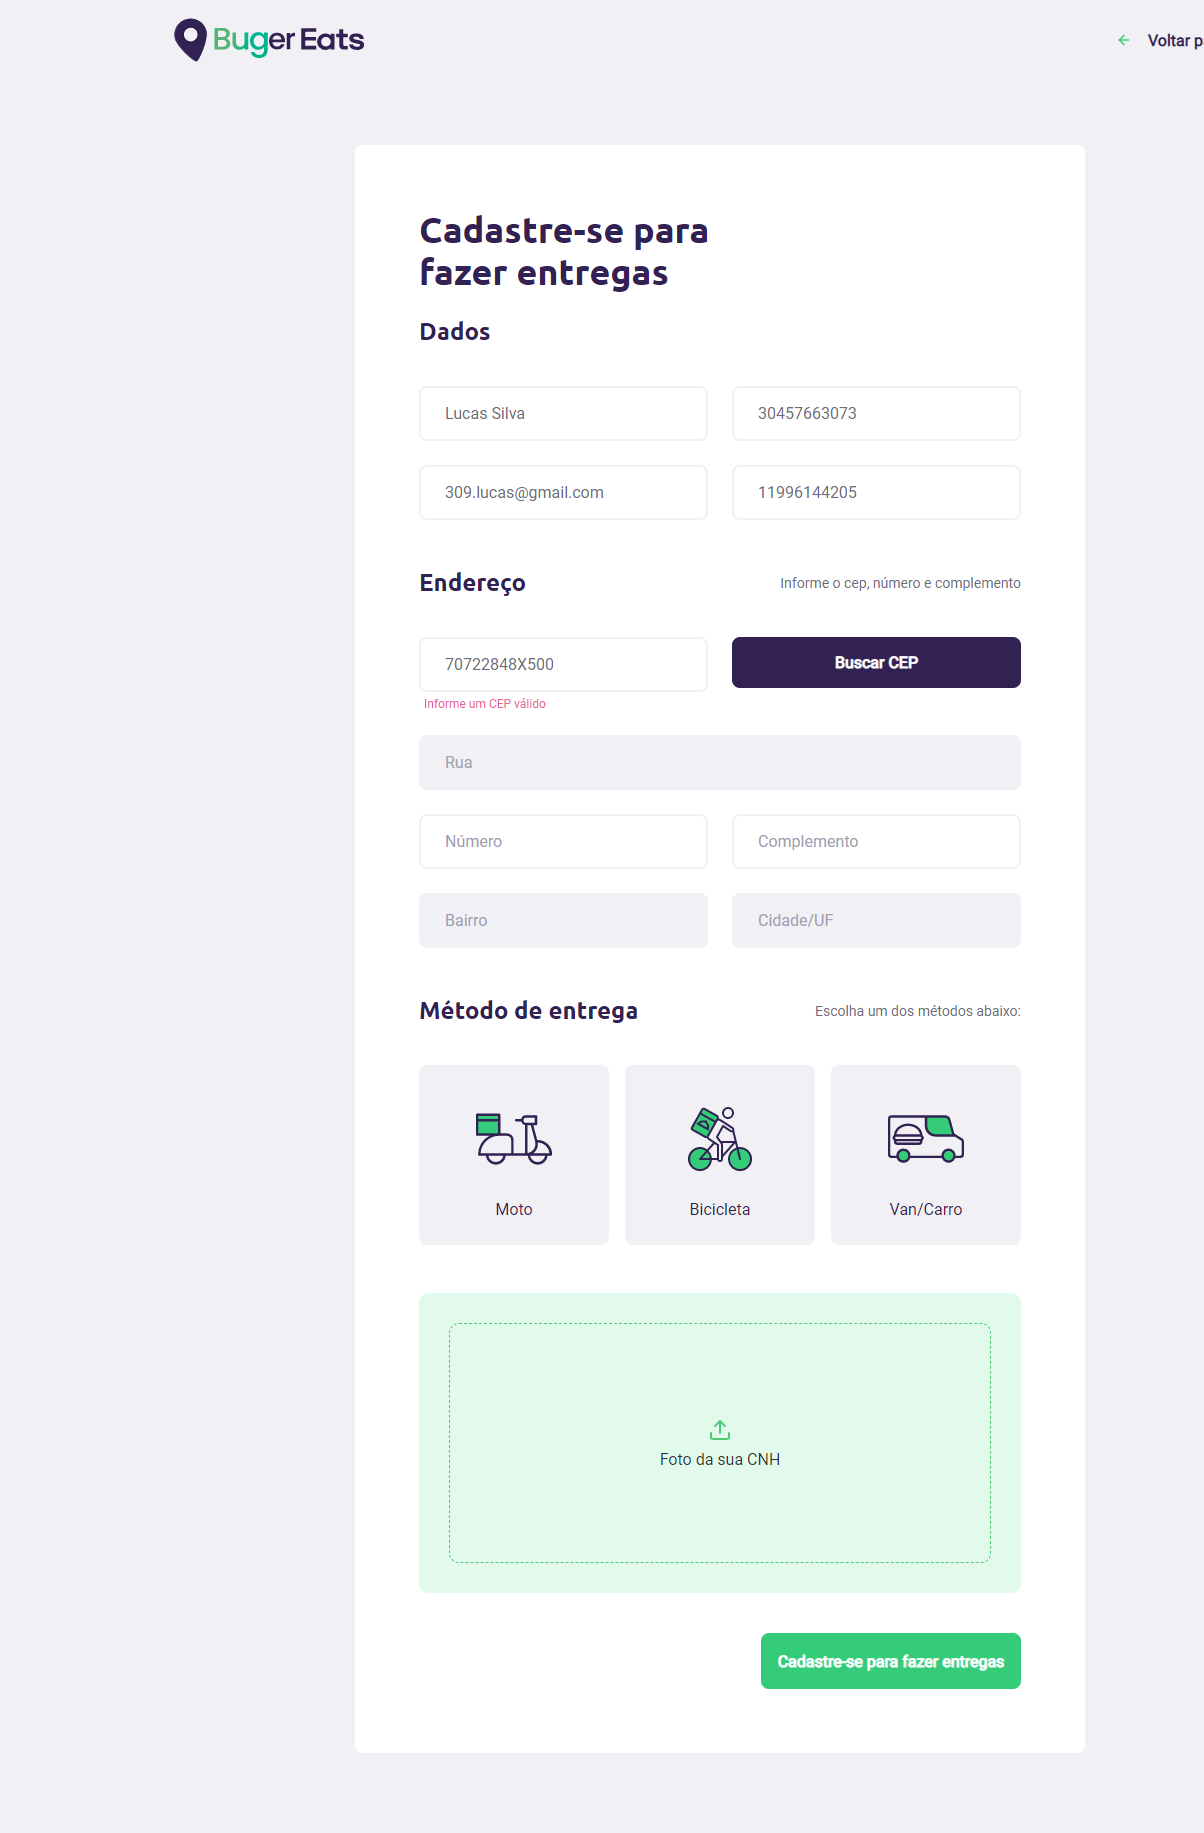 Buger Eats
Voltar p
Cadastre-se para
fazer entregas
Dados
Lucas Silva
30457663073
309.lucas@gmail.com
11996144205
Endereço
Informe o cep, número e complemento
70722848X500
Buscar CEP
Informe um CEP válido
Rua
Número
Complemento
Bairro
Cidade/UF
Método de entrega
Escolha um dos métodos abaixo:
Moto
Bicicleta
Van/Carro
Foto da sua CNH
Cadastre-se para fazer entregas